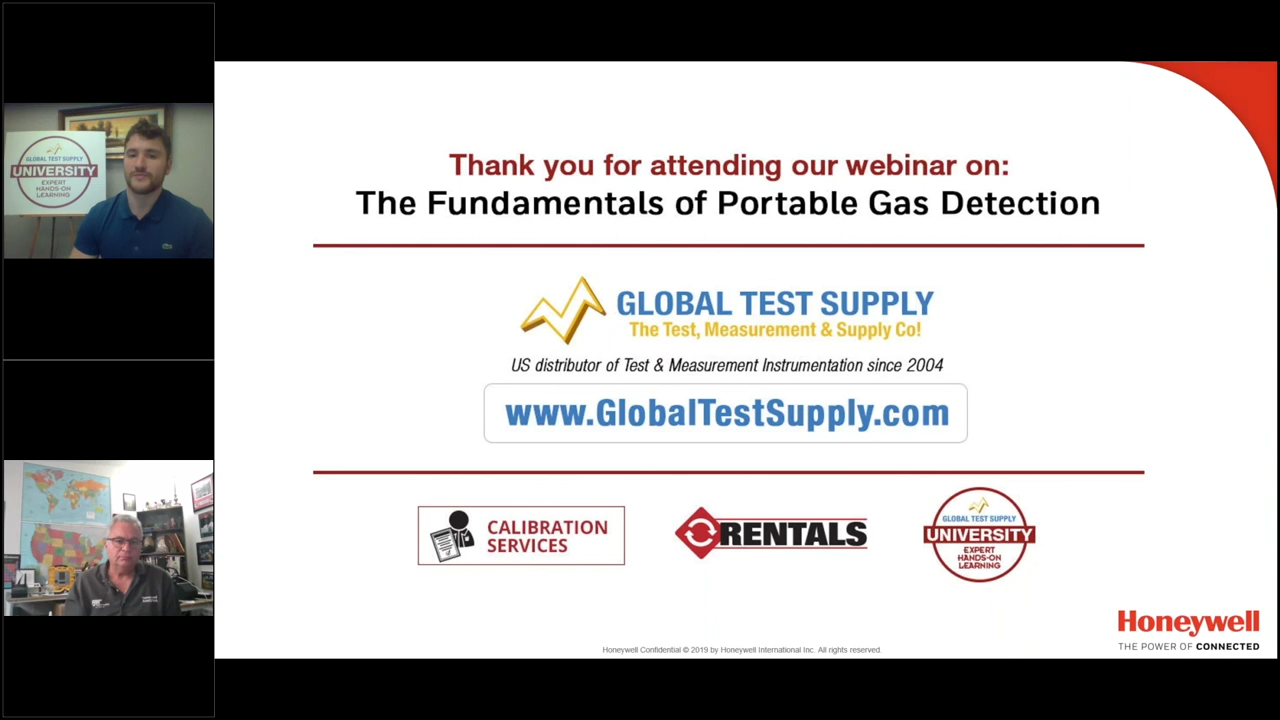 Thank you for attending our webinar on:
The Fundamentals of Portable Gas Detection
GLOBAL TEST SUPPLY
The Test, Measurement & Supply Co!
US distributor of Test & Measurement Instrumentation since 2004
www.GlobalTestSupply.com
CALIBRATION
SERVICES
RENTALS
GLOBAL TEST SUPPLY
UNIVERSITY
EXPERT
HANDS-ON
LEARNING
Honeywell
THE POWER OF CONNECTED
Honeywell Confidential © 2019 by Honeywell International Inc. All rights reserved.
GLOBAL TEST SUPPLY
UNIVERSITY
EXPERT
HANDS-ON
LEARNING